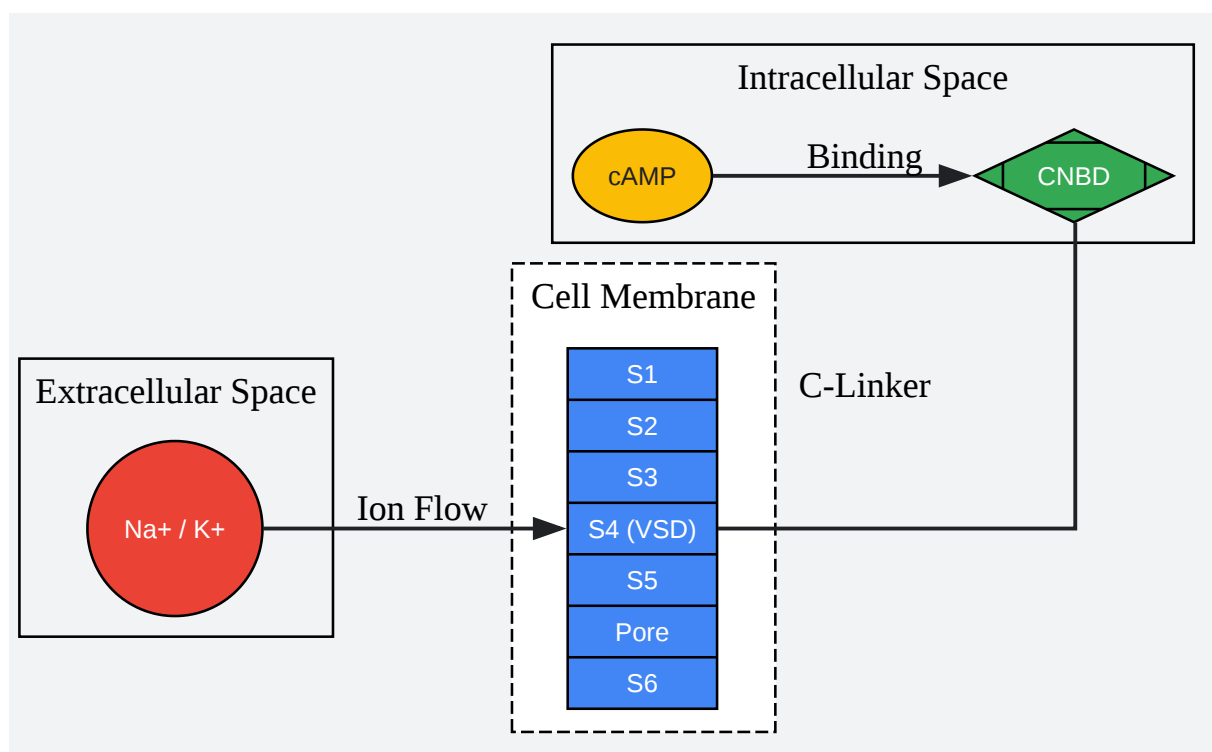 Intracellular Space
cAMP
Binding
CNBD
Cell Membrane
S1
S2
S3
S4 (VSD)
S5
Pore
S6
C-Linker
Extracellular Space
Na+ / K+
Ion Flow